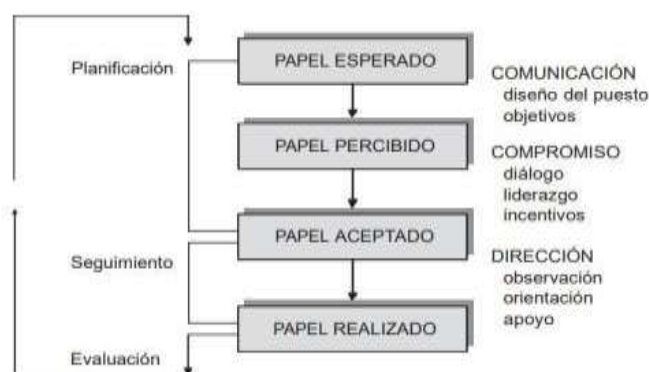 Planificación
PAPEL ESPERADO
COMUNICACIÓN
diseño del puesto
objetivos
PAPEL PERCIBIDO
COMPROMISO
diálogo
liderazgo
incentivos
PAPEL ACEPTADO
Seguimiento
DIRECCIÓN
observación
orientación
apoyo
PAPEL REALIZADO
Evaluación